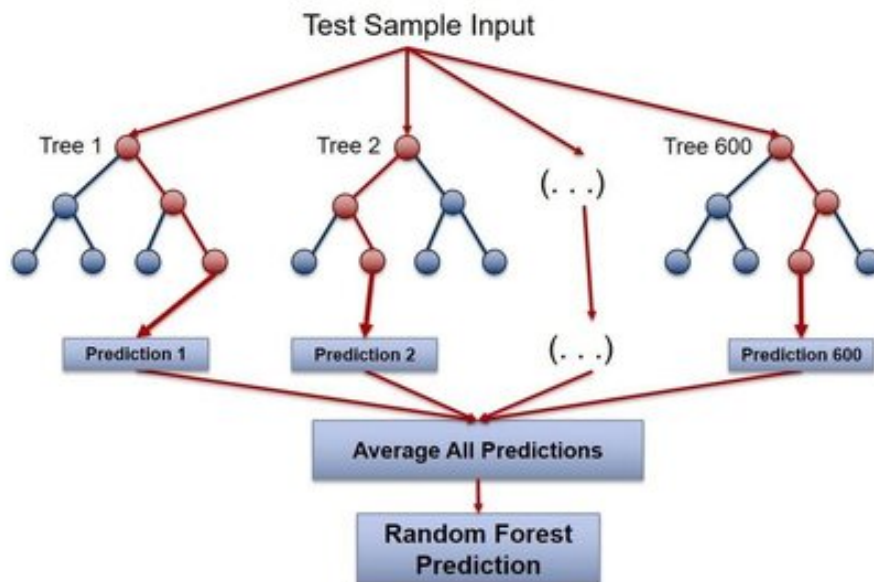 Test Sample Input
Tree 1
Tree 2
Tree 600
(. . .)
Prediction 1
Prediction 2
(. . .)
Prediction 600
Average All Predictions
Random Forest
Prediction